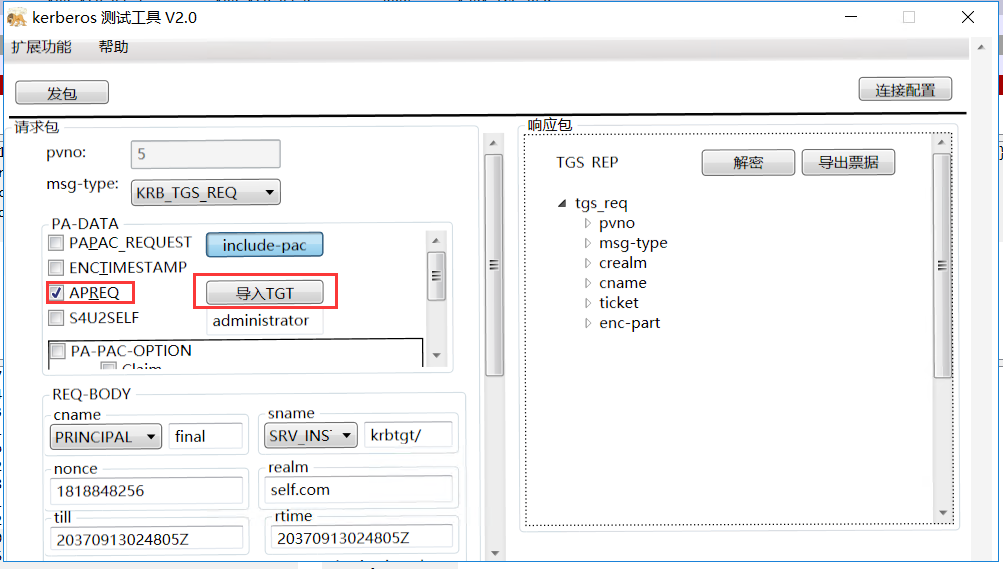 kerberos 测试工具 V2.0
扩展功能 帮助
发包 连接配置
请求包
pvno: 5
msg-type: KRB_TGS_REQ
PA-DATA
PAPAC_REQUEST include-pac
ENCTIMESTAMP
APREQ 导入TGT
S4U2SELF administrator
PA-PAC-OPTION
Claim
REQ-BODY
cname
PRINCIPAL final
sname
SRV_INS krbtgt/
nonce
1818848256
realm
self.com
till
20370913024805Z
rtime
20370913024805Z
响应包
TGS REP 解密 导出票据
tgs_req
pvno
msg-type
crealm
cname
ticket
enc-part